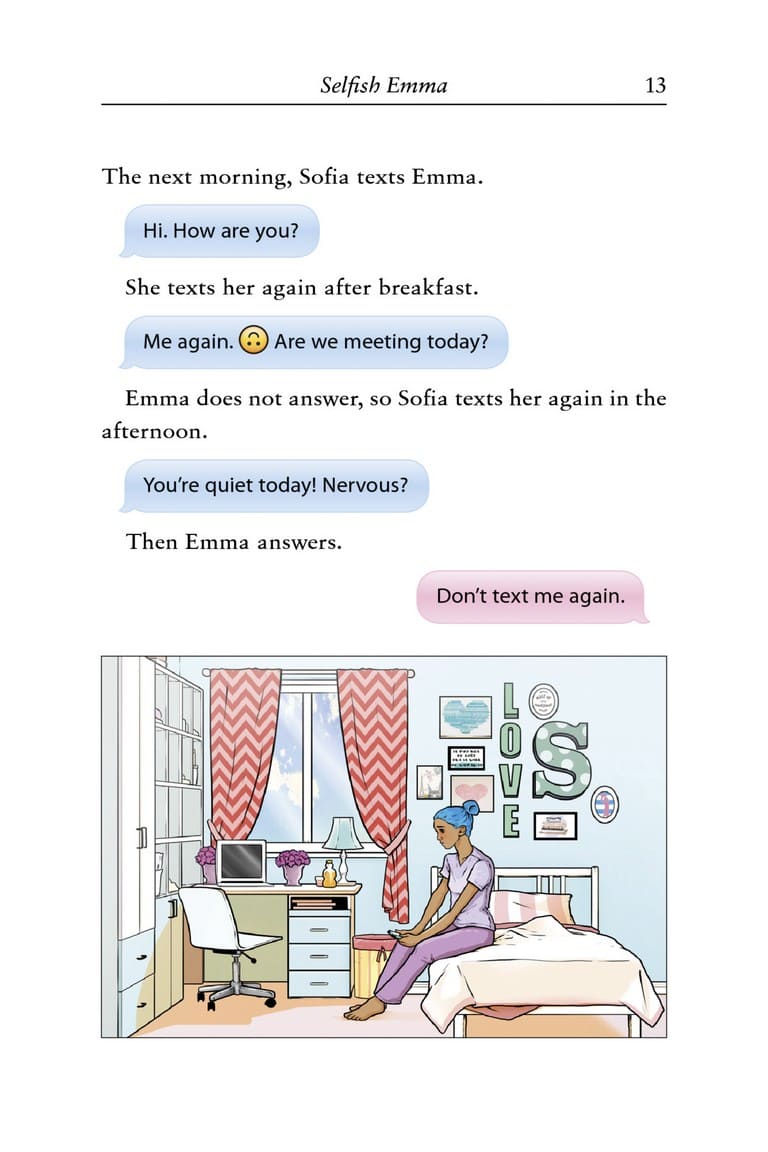 Selfish Emma 13
The next morning, Sofia texts Emma.
Hi. How are you?
She texts her again after breakfast.
Me again. 🙃 Are we meeting today?
Emma does not answer, so Sofia texts her again in the
afternoon.
You’re quiet today! Nervous?
Then Emma answers.
Don’t text me again.
LOVE
S